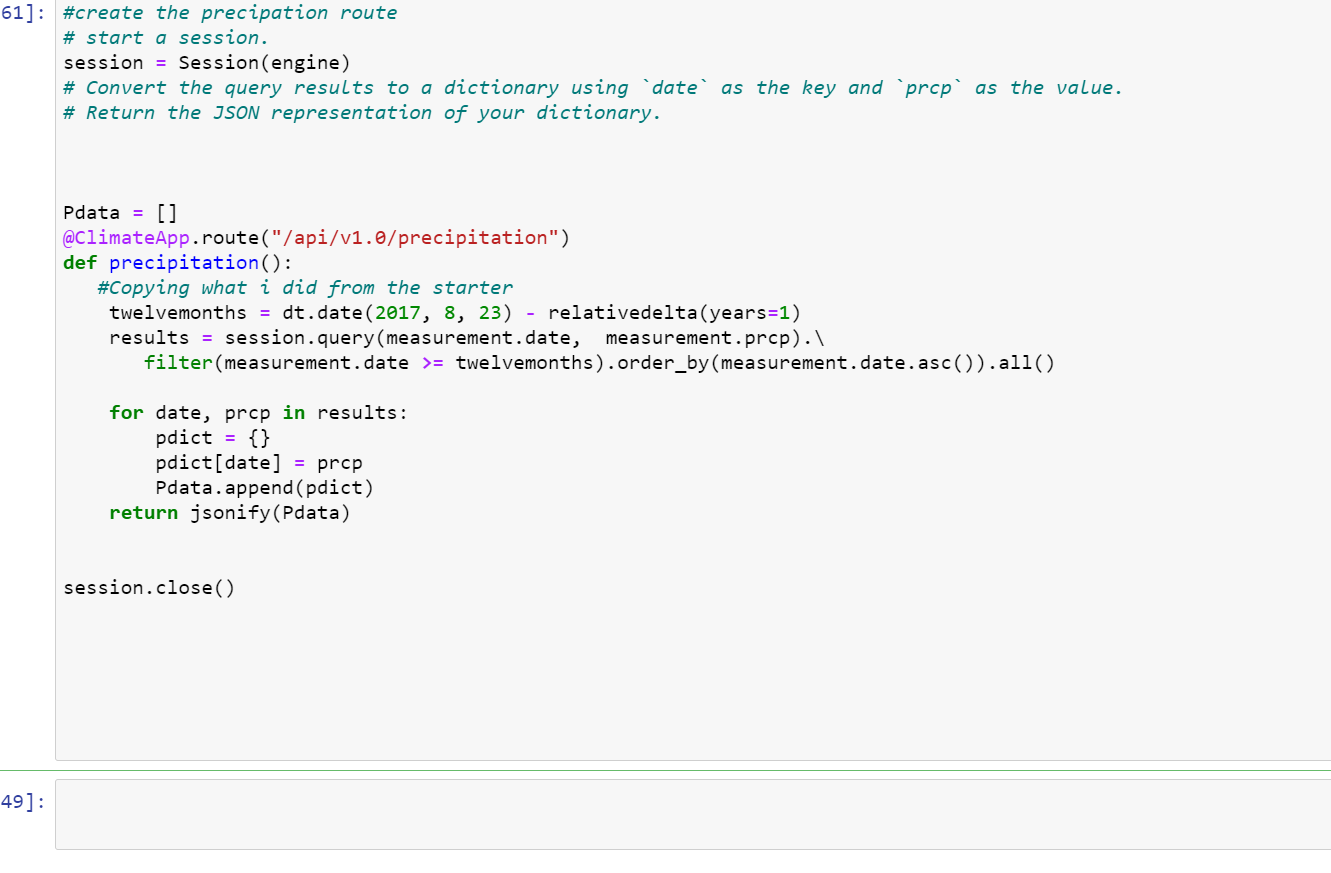 61]: #create the precipation route
# start a session.
session = Session(engine)
# Convert the query results to a dictionary using `date` as the key and `prcp` as the value.
# Return the JSON representation of your dictionary.
Pdata = []
@ClimateApp.route("/api/v1.0/precipitation")
def precipitation():
   #Copying what i did from the starter
    twelvemonths = dt.date(2017, 8, 23) - relativedelta(years=1)
    results = session.query(measurement.date,  measurement.prcp).\
       filter(measurement.date >= twelvemonths).order_by(measurement.date.asc()).all()
    for date, prcp in results:
        pdict = {}
        pdict[date] = prcp
        Pdata.append(pdict)
    return jsonify(Pdata)
session.close()
49]: